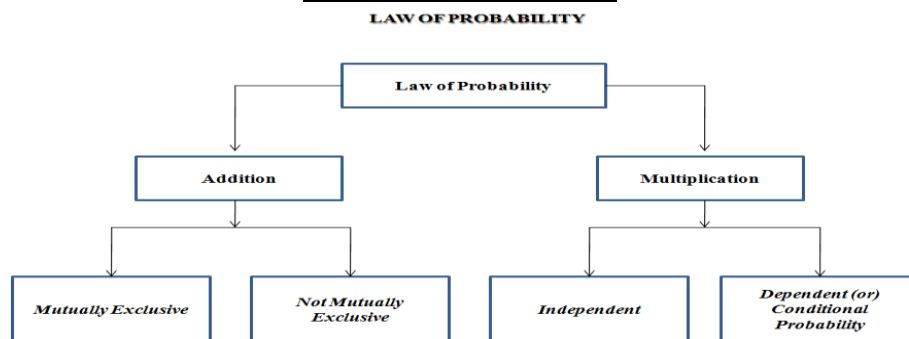 LAW OF PROBABILITY
Law of Probability
Addition
Multiplication
Mutually Exclusive
Not Mutually
Exclusive
Independent
Dependent (or)
Conditional
Probability